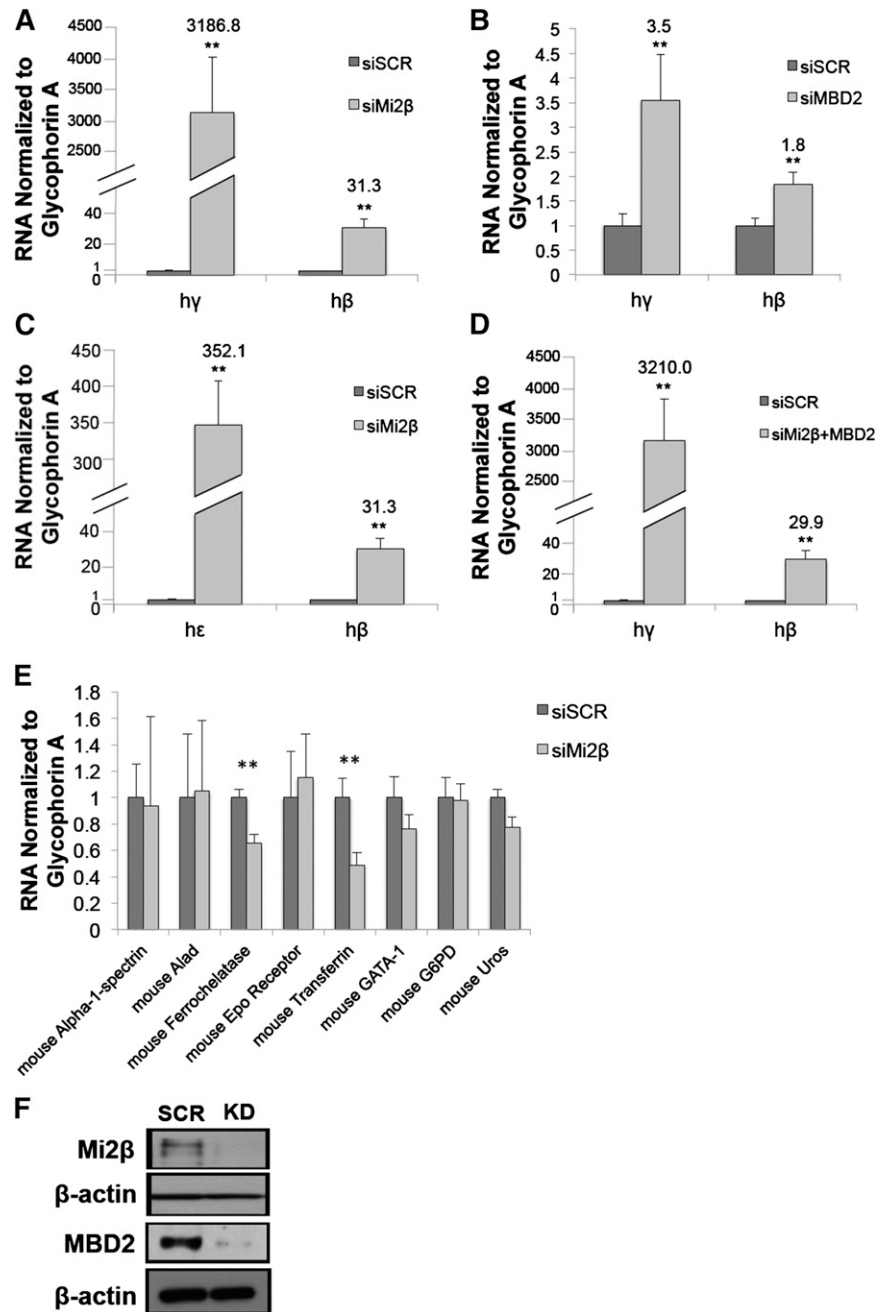 A
RNA Normalized to
Glycophorin A
4500
4000
3500
3000
2500
40
20
1
0
3186.8
**
31.3
**
siSCR
siMi2β
hγ
hβ
B
RNA Normalized to
Glycophorin A
5
4.5
4
3.5
3
2.5
2
1.5
1
0.5
0
3.5
**
1.8
**
siSCR
siMBD2
hγ
hβ
C
RNA Normalized to
Glycophorin A
450
400
350
300
40
20
1
0
352.1
**
31.3
**
siSCR
siMi2β
hε
hβ
D
RNA Normalized to
Glycophorin A
4500
4000
3500
3000
2500
40
20
1
0
3210.0
**
29.9
**
siSCR
siMi2β+MBD2
hγ
hβ
E
RNA Normalized to
Glycophorin A
1.8
1.6
1.4
1.2
1
0.8
0.6
0.4
0.2
0
**
**
siSCR
siMi2β
mouse Alpha-1-spectrin
mouse Alad
mouse Ferrochelatase
mouse Epo Receptor
mouse Transferrin
mouse GATA-1
mouse G6PD
mouse Uros
F
SCR KD
Mi2β
β-actin
MBD2
β-actin